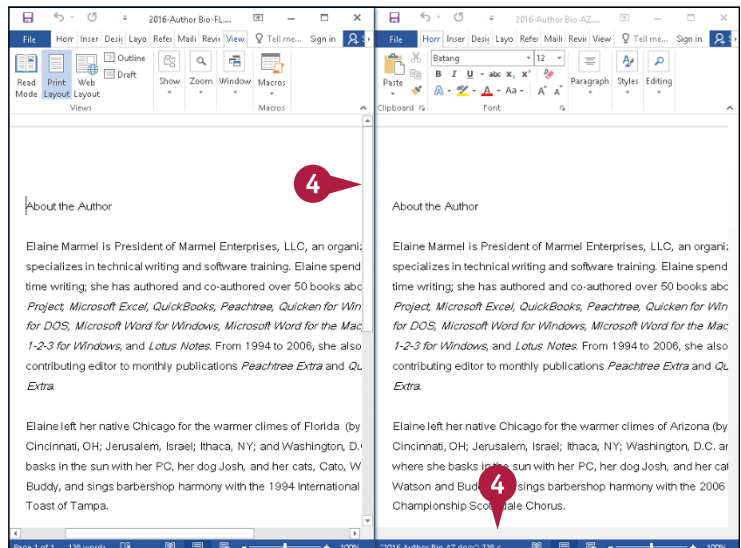 2016-Author Bio-FL....
File Hom Inser Desig Layo Refer Maili Revie View Tell me... Sign in
Read Mode
Print Layout
Web Layout
Outline
Draft
Show
Zoom
Window
Macros
Views
Macros
About the Author
Elaine Marmel is President of Marmel Enterprises, LLC, an organiz
specializes in technical writing and software training. Elaine spend
time writing; she has authored and co-authored over 50 books abo
Project, Microsoft Excel, QuickBooks, Peachtree, Quicken for Win
for DOS, Microsoft Word for Windows, Microsoft Word for the Mac,
1-2-3 for Windows, and Lotus Notes. From 1994 to 2006, she also
contributing editor to monthly publications Peachtree Extra and Qu
Extra.
Elaine left her native Chicago for the warmer climes of Florida (by
Cincinnati, OH; Jerusalem, Israel; Ithaca, NY; and Washington, D.
basks in the sun with her PC, her dog Josh, and her cats, Cato, W
Buddy, and sings barbershop harmony with the 1994 International
Toast of Tampa.
Page 1 of 1 138 words 100%
4
2016-Author Bio-AZ....
File Hom Inser Desig Layo Refer Maili Revie View Tell me... Sign in
Paste
Batang 12
B I U abc X₂ X²
A A Aa A A
Paragraph
Styles
Editing
Clipboard
Font
About the Author
Elaine Marmel is President of Marmel Enterprises, LLC, an organiz
specializes in technical writing and software training. Elaine spend
time writing; she has authored and co-authored over 50 books abo
Project, Microsoft Excel, QuickBooks, Peachtree, Quicken for Win
for DOS, Microsoft Word for Windows, Microsoft Word for the Mac,
1-2-3 for Windows, and Lotus Notes. From 1994 to 2006, she also
contributing editor to monthly publications Peachtree Extra and Qu
Extra.
Elaine left her native Chicago for the warmer climes of Arizona (by
Cincinnati, OH; Jerusalem, Israel; Ithaca, NY; Washington, D.C. ar
where she basks in the sun with her PC, her dog Josh, and her cat
Watson and Bud sings barbershop harmony with the 2006
Championship Sco dale Chorus.
4
100%